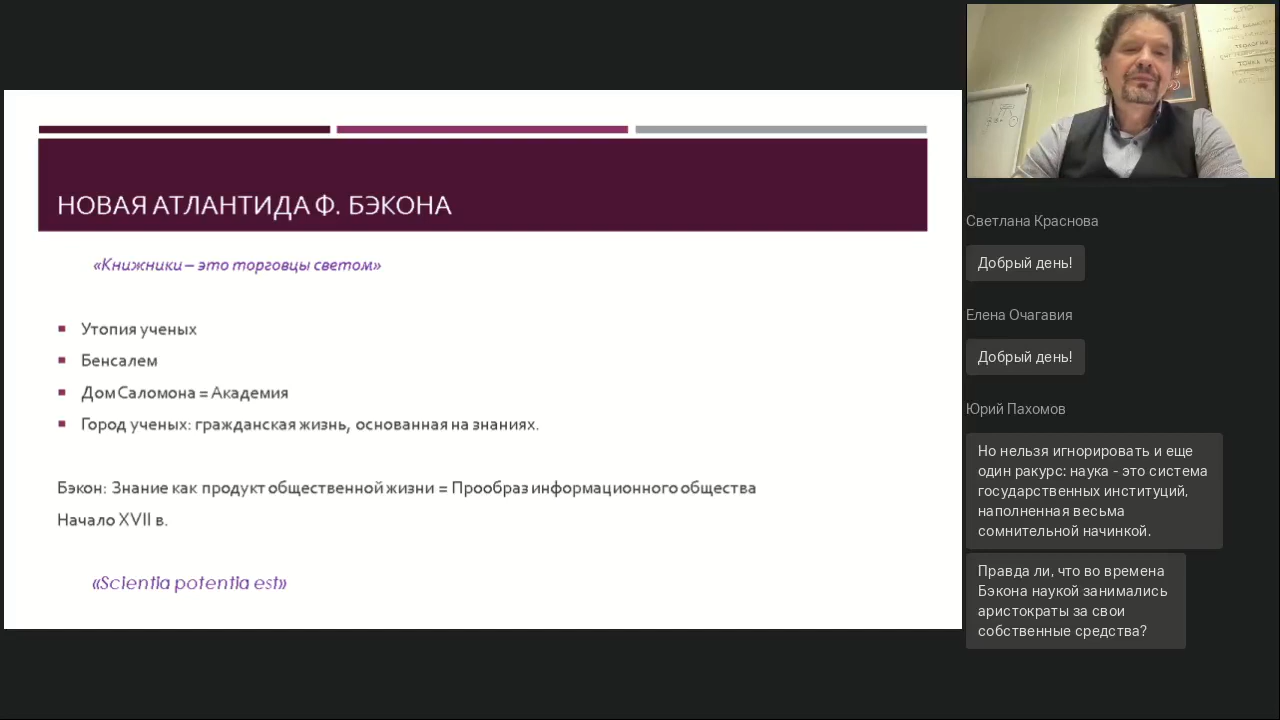 НОВАЯ АТЛАНТИДА Ф. БЭКОНА
«Книжники – это торговцы светом»
Утопия ученых
Бенсалем
Дом Саломона = Академия
Город ученых: гражданская жизнь, основанная на знаниях.
Бэкон: Знание как продукт общественной жизни = Прообраз информационного общества
Начало XVII в.
«Scientia potentia est»
Светлана Краснова
Добрый день!
Елена Очагавия
Добрый день!
Юрий Пахомов
Но нельзя игнорировать и еще
один ракурс: наука - это система
государственных институций,
наполненная весьма
сомнительной начинкой.
Правда ли, что во времена
Бэкона наукой занимались
аристократы за свои
собственные средства?